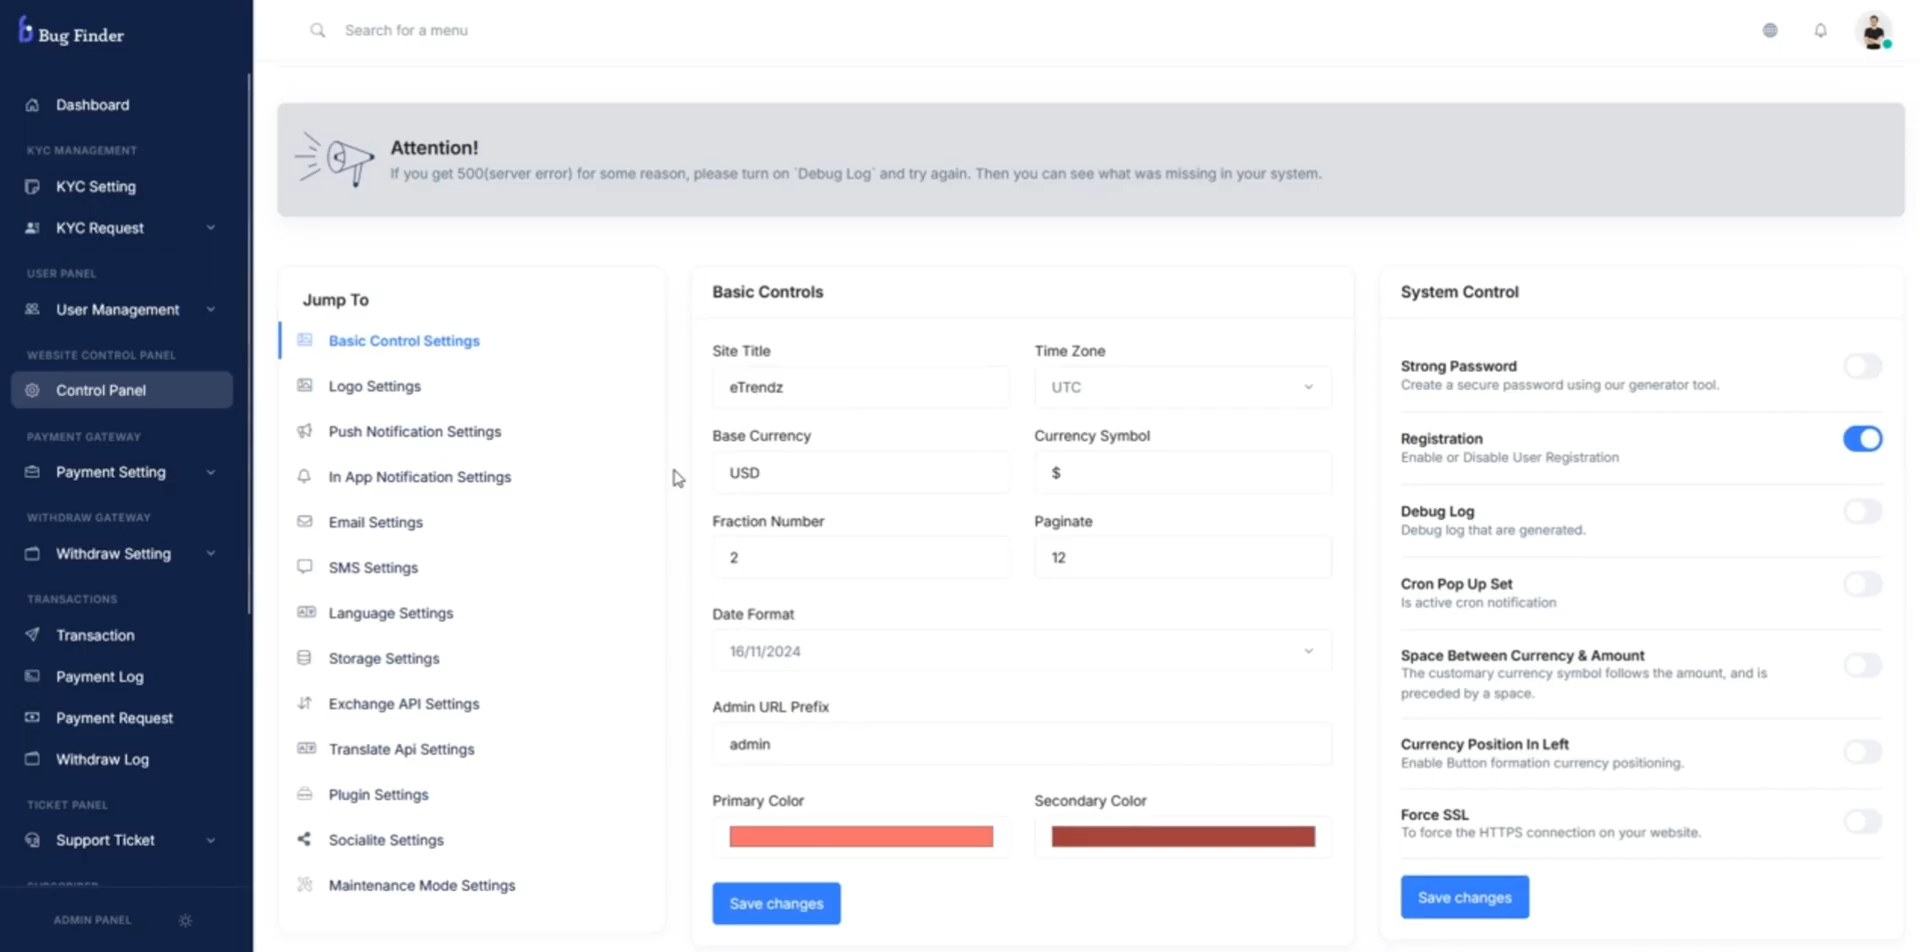 Bug Finder
Search for a menu
Dashboard
KYC MANAGEMENT
KYC Setting
KYC Request
USER PANEL
User Management
WEBSITE CONTROL PANEL
Control Panel
PAYMENT GATEWAY
Payment Setting
WITHDRAW GATEWAY
Withdraw Setting
TRANSACTIONS
Transaction
Payment Log
Payment Request
Withdraw Log
TICKET PANEL
Support Ticket
ADMIN PANEL
Attention!
If you get 500(server error) for some reason, please turn on `Debug Log` and try again. Then you can see what was missing in your system.
Jump To
Basic Control Settings
Logo Settings
Push Notification Settings
In App Notification Settings
Email Settings
SMS Settings
Language Settings
Storage Settings
Exchange API Settings
Translate Api Settings
Plugin Settings
Socialite Settings
Maintenance Mode Settings
Basic Controls
Site Title
Time Zone
eTrendz
UTC
Base Currency
Currency Symbol
USD
$
Fraction Number
Paginate
2
12
Date Format
16/11/2024
Admin URL Prefix
admin
Primary Color
Secondary Color
Save changes
System Control
Strong Password
Create a secure password using our generator tool.
Registration
Enable or Disable User Registration
Debug Log
Debug log that are generated.
Cron Pop Up Set
Is active cron notification
Space Between Currency & Amount
The customary currency symbol follows the amount, and is
preceded by a space.
Currency Position In Left
Enable Button formation currency positioning.
Force SSL
To force the HTTPS connection on your website.
Save changes